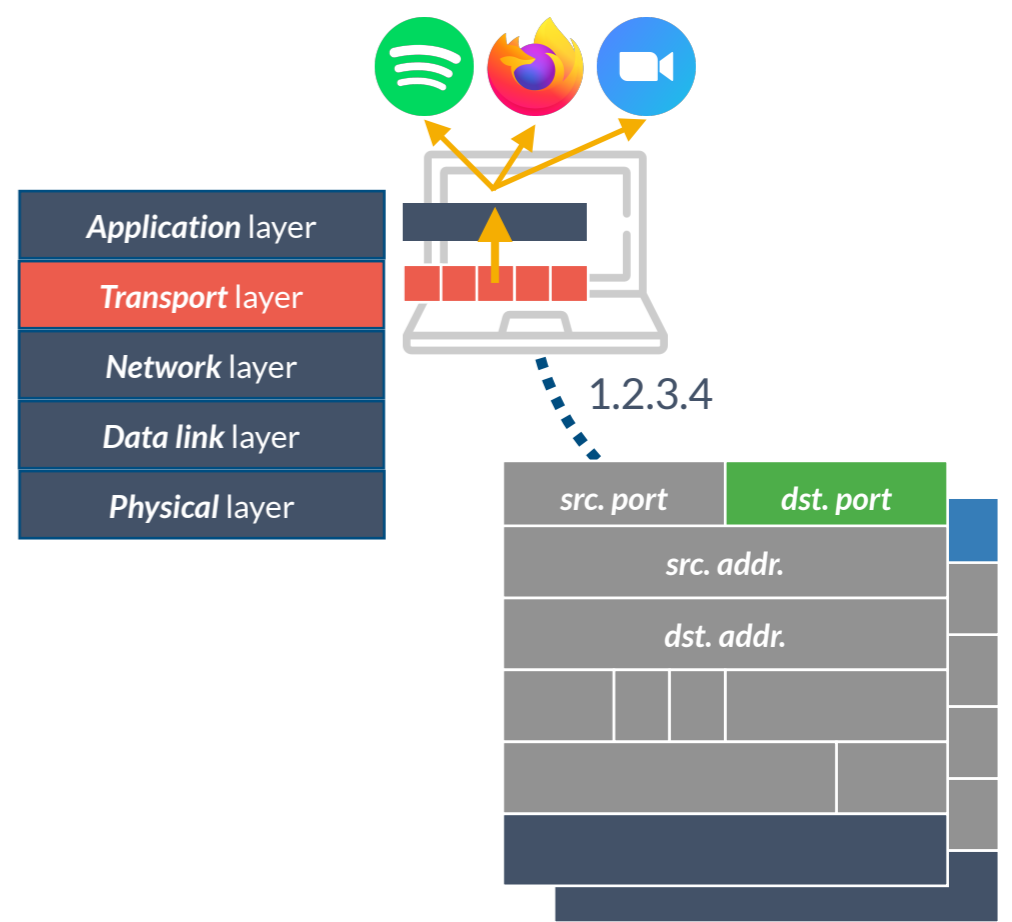 Application layer
Transport layer
Network layer
Data link layer
Physical layer
1.2.3.4
src. port
dst. port
src. addr.
dst. addr.